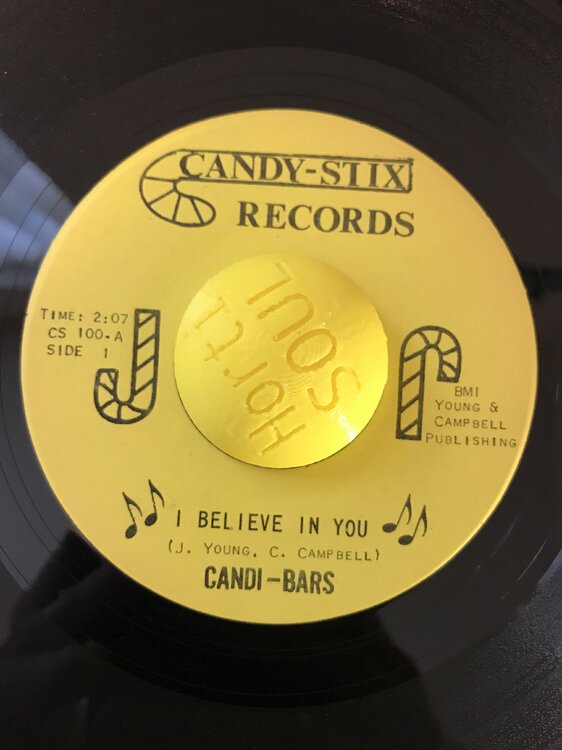 CANDY-STIX
RECORDS
TIME: 2:07
CS 100-A
SIDE 1
Horti
SOUL
BMI
YOUNG &
CAMPBELL
PUBLISHING
I BELIEVE IN YOU
(J. YOUNG, C. CAMPBELL)
CANDI-BARS